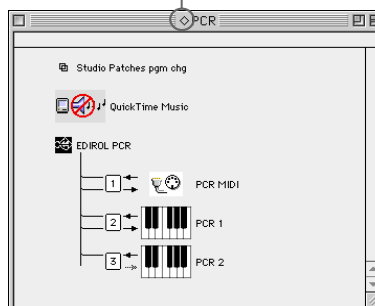 ◇PCR
Studio Patches pgm chg
QuickTime Music
EDIROL PCR
1 PCR MIDI
2 PCR 1
3 PCR 2